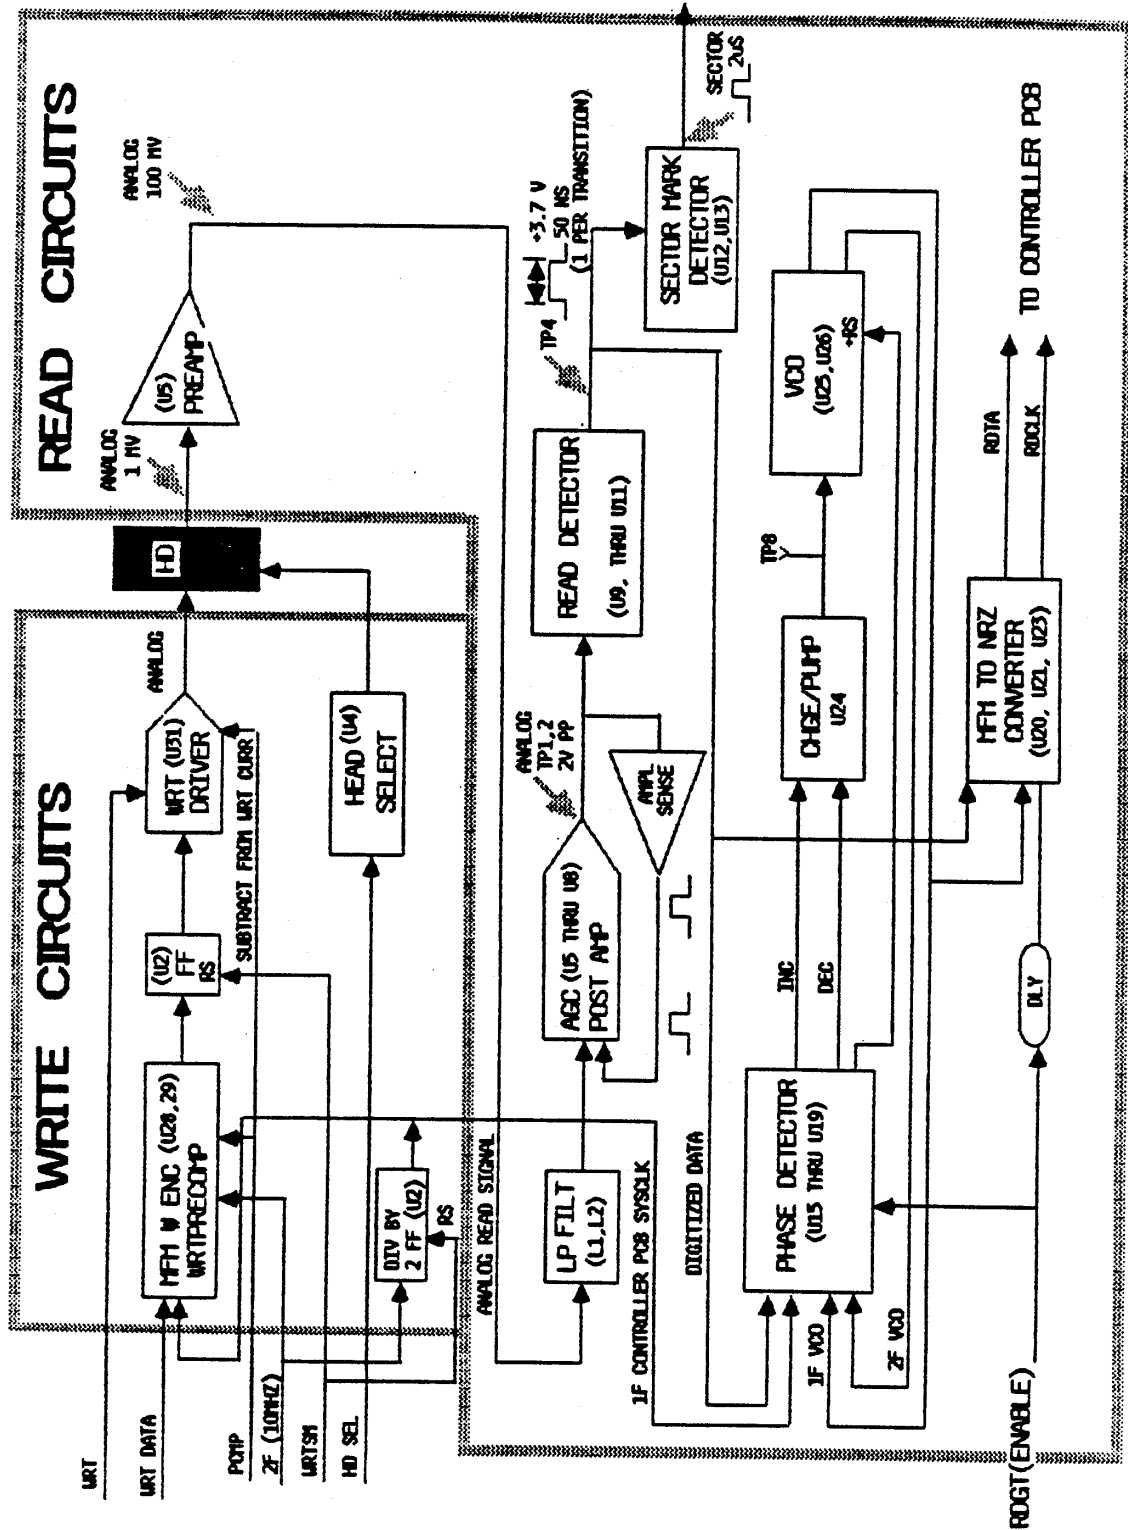 WRITE CIRCUITS
READ CIRCUITS
WRT
WRT DATA
PCMP
2F (10MHZ)
WRTSM
HD SEL
MFM W ENC (U28,29)
WRTPRECOMP
(U2)
FF
RS
WRT (U31)
DRIVER
ANALOG
SUBTRACT FROM WRT CURR
DIV BY
2 FF (U2)
RS
HEAD (U4)
SELECT
HD
ANALOG
1 MV
(U5)
PREAMP
ANALOG
100 MV
ANALOG READ SIGNAL
LP FILT
(L1,L2)
AGC (U5 THRU U8)
POST AMP
ANALOG
TP1,2
2V PP
AMPL
SENSE
READ DETECTOR
(U9, THRU U11)
TP4
+3.7 V
50 NS
(1 PER TRANSITION)
SECTOR MARK
DETECTOR
(U12,U13)
SECTOR
2uS
1F CONTROLLER PCB SYSCLK
DIGITIZED DATA
1F VCO
2F VCO
PHASE DETECTOR
(U15 THRU U19)
INC
DEC
CHGE/PUMP
U24
TP8
VCO
(U25,U26)
+RS
RDGT(ENABLE)
DLY
MFM TO NRZ
CONVERTER
(U20, U21, U23)
RDTA
RDCLK
TO CONTROLLER PCB